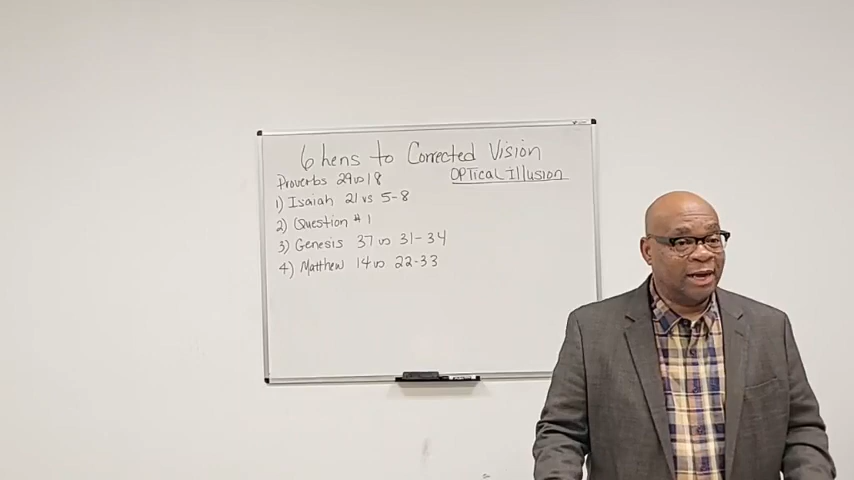 6 Lens to Corrected Vision
Proverbs 29 vs 18
OPTical Illusion
1) Isaiah 21 vs 5-8
2) Question #1
3) Genesis 37 vs 31-34
4) Matthew 14 vs 22-33